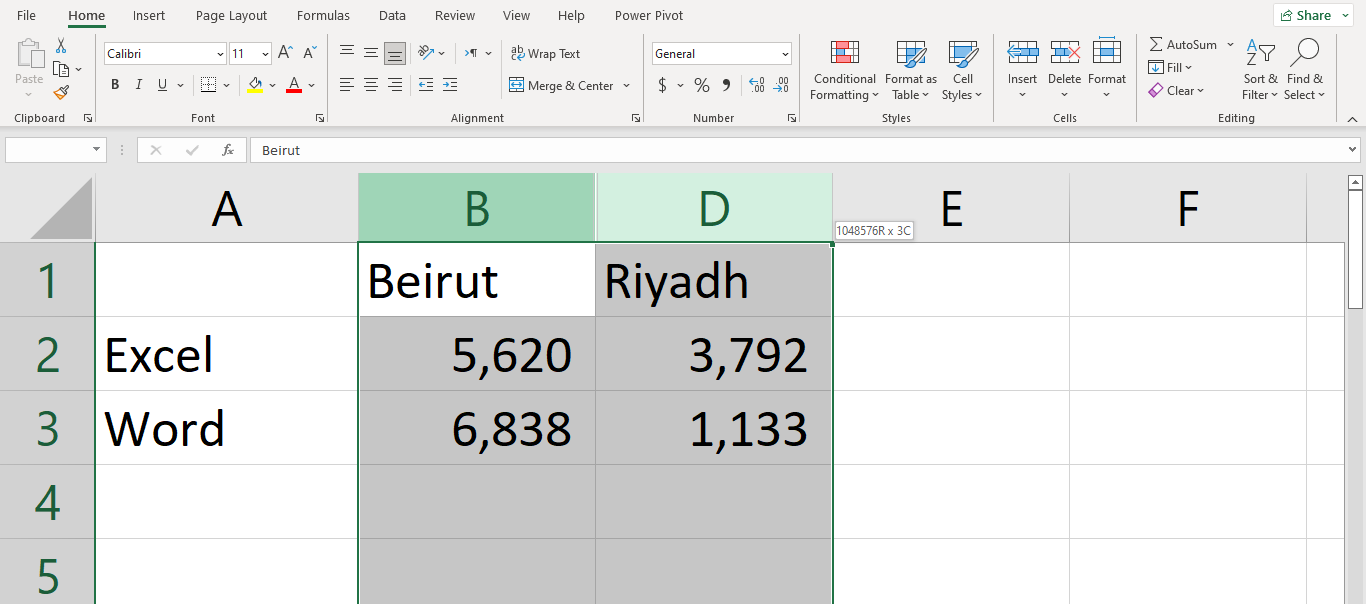 File Home Insert Page Layout Formulas Data Review View Help Power Pivot Share
Paste
Clipboard
Calibri 11
B I U A
Font
ab Wrap Text
Merge & Center
Alignment
General
$ %
Number
Conditional Formatting
Format as Table
Cell Styles
Styles
Insert Delete Format
Cells
AutoSum
Fill
Clear
Sort & Filter
Find & Select
Editing
fx Beirut
A B D E F
1048576R x 3C
1 Beirut Riyadh
2 Excel 5,620 3,792
3 Word 6,838 1,133
4
5